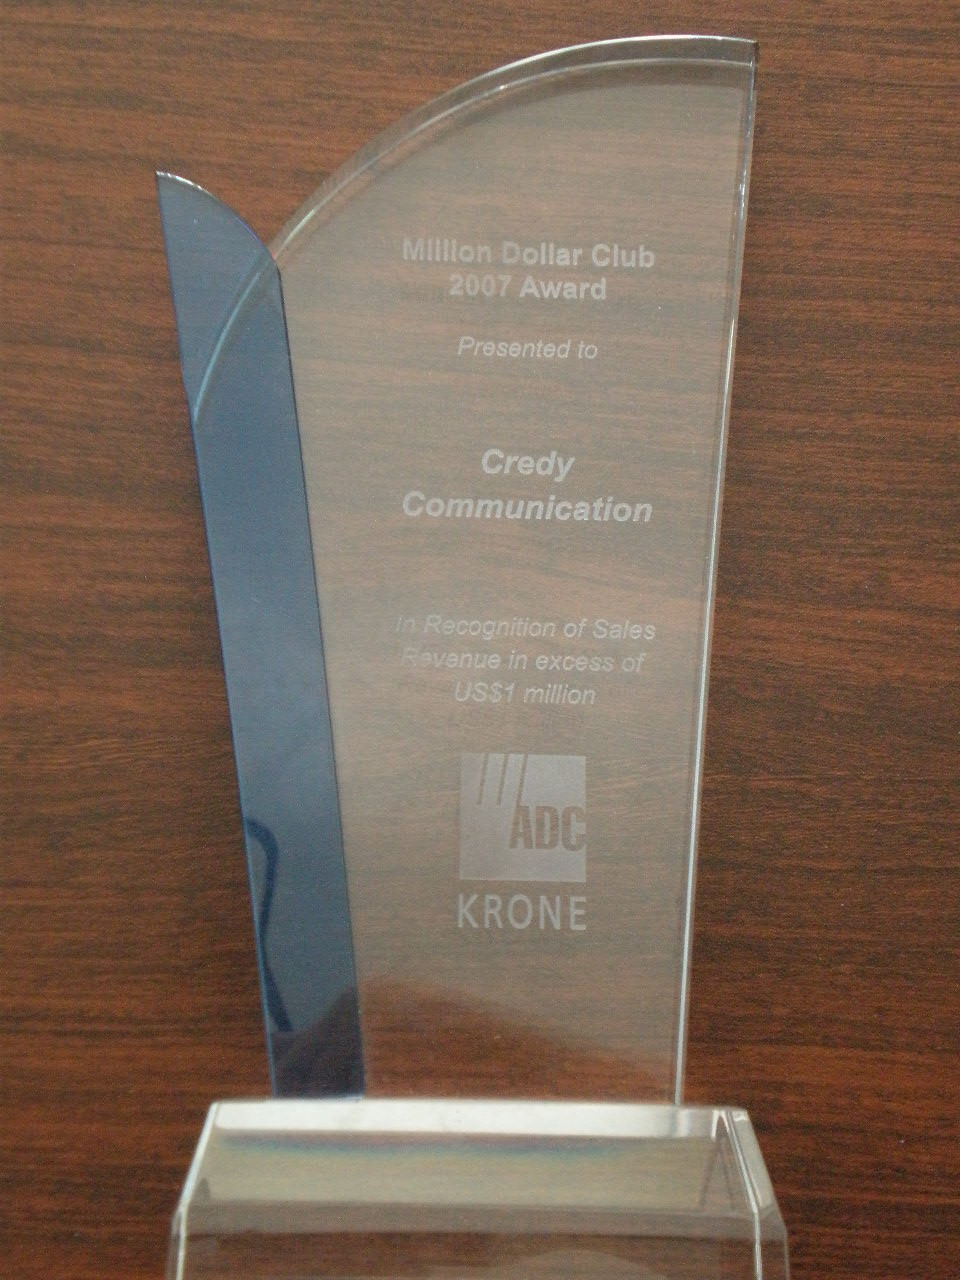 Million Dollar Club
2007 Award
Presented to
Credy
Communication
In Recognition of Sales
Revenue in excess of
US$1 million
ADC
KRONE